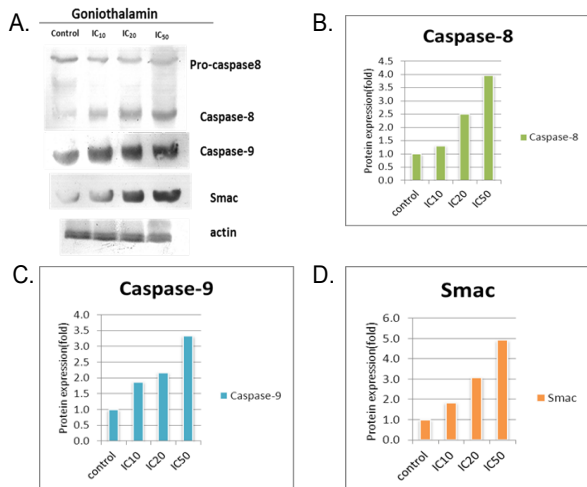 A.
Goniothalamin
Control IC10 IC20 IC50
Pro-caspase8
Caspase-8
Caspase-9
Smac
actin
B.
Caspase-8
Protein expression(fold)
4.5
4.0
3.5
3.0
2.5
2.0
1.5
1.0
0.5
0.0
control IC10 IC20 IC50
Caspase-8
C.
Caspase-9
Protein expression(fold)
4.0
3.5
3.0
2.5
2.0
1.5
1.0
0.5
0.0
control IC10 IC20 IC50
Caspase-9
D.
Smac
Protein expression(fold)
6.0
5.0
4.0
3.0
2.0
1.0
0.0
control IC10 IC20 IC50
Smac